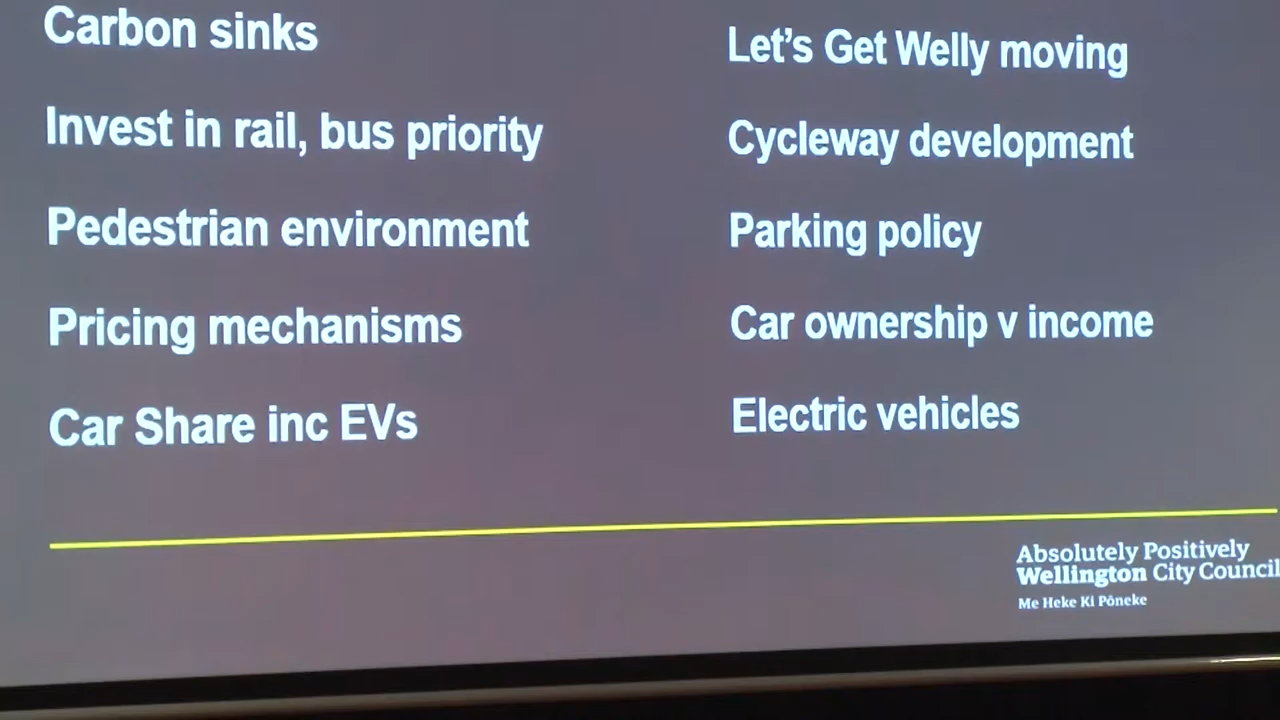 Carbon sinks
Invest in rail, bus priority
Pedestrian environment
Pricing mechanisms
Car Share inc EVs
Let's Get Welly moving
Cycleway development
Parking policy
Car ownership v income
Electric vehicles
Absolutely Positively
Wellington City Council
Me Heke Ki Pōneke